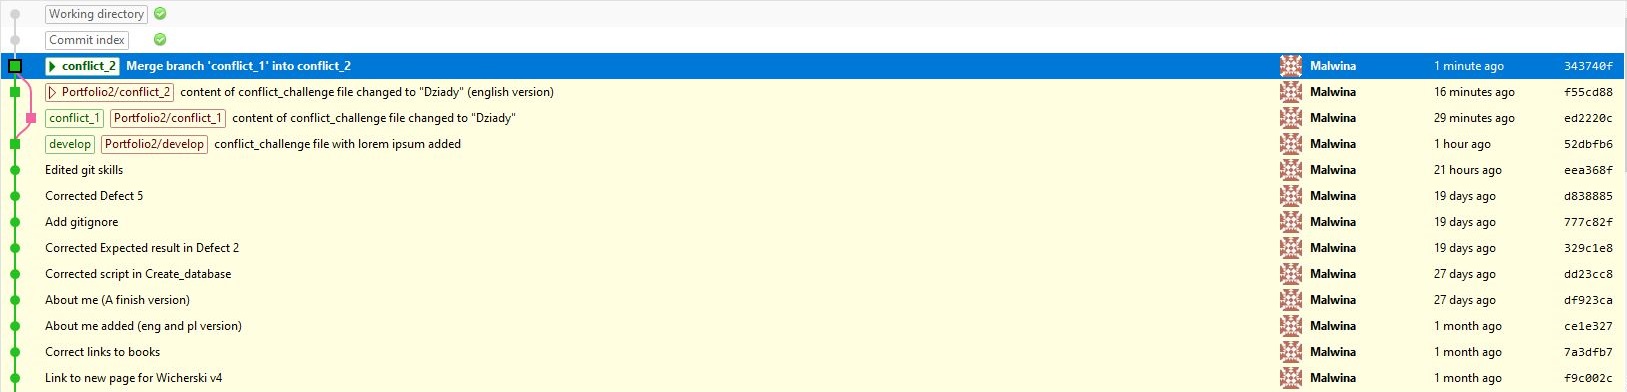 Working directory
Commit index
conflict_2 Merge branch 'conflict_1' into conflict_2 Malwina 1 minute ago 343740f
Portfolio2/conflict_2 content of conflict_challenge file changed to "Dziady" (english version) Malwina 16 minutes ago f55cd88
conflict_1 Portfolio2/conflict_1 content of conflict_challenge file changed to "Dziady" Malwina 29 minutes ago ed2220c
develop Portfolio2/develop conflict_challenge file with lorem ipsum added Malwina 1 hour ago 52dbfb6
Edited git skills Malwina 21 hours ago eea368f
Corrected Defect 5 Malwina 19 days ago d838885
Add gitignore Malwina 19 days ago 777c82f
Corrected Expected result in Defect 2 Malwina 19 days ago 329c1e8
Corrected script in Create_database Malwina 27 days ago dd23cc8
About me (A finish version) Malwina 27 days ago df923ca
About me added (eng and pl version) Malwina 1 month ago ce1e327
Correct links to books Malwina 1 month ago 7a3dfb7
Link to new page for Wicherski v4 Malwina 1 month ago f9c002c